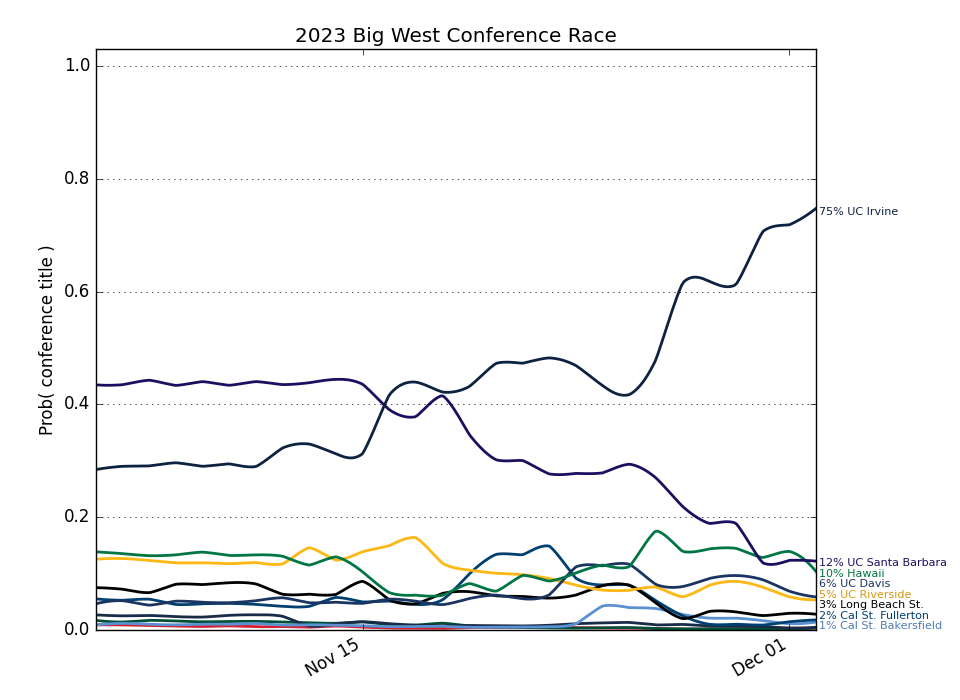 2023 Big West Conference Race
Prob( conference title )
1.0
0.8
0.6
0.4
0.2
0.0
Nov 15
Dec 01
75% UC Irvine
12% UC Santa Barbara
10% Hawaii
6% UC Davis
5% UC Riverside
3% Long Beach St.
2% Cal St. Fullerton
1% Cal St. Bakersfield